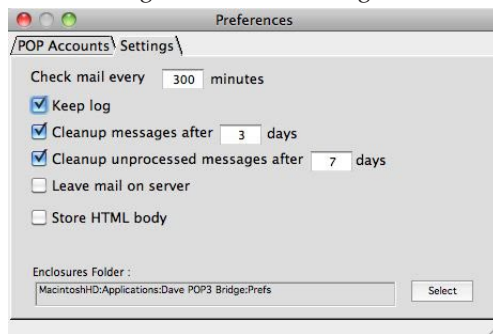 Preferences
POP Accounts Settings
Check mail every 300 minutes
Keep log
Cleanup messages after 3 days
Cleanup unprocessed messages after 7 days
Leave mail on server
Store HTML body
Enclosures Folder :
MacintoshHD:Applications:Dave POP3 Bridge:Prefs
Select